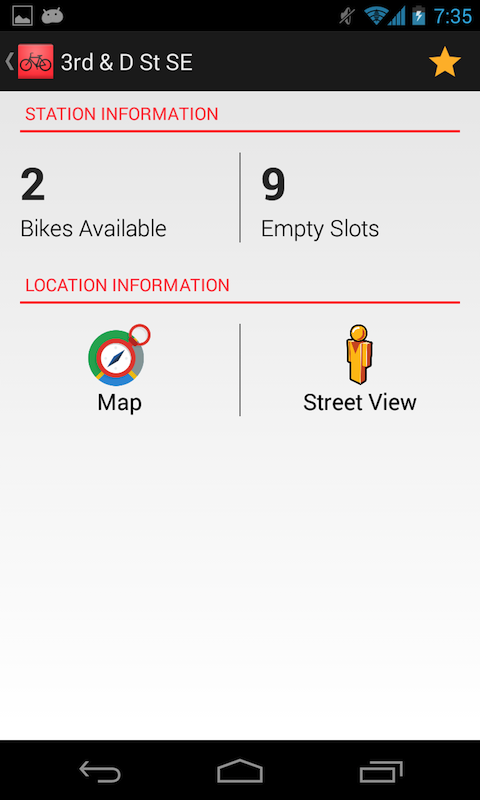 7:35
3rd & D St SE
STATION INFORMATION
2
9
Bikes Available
Empty Slots
LOCATION INFORMATION
Map
Street View